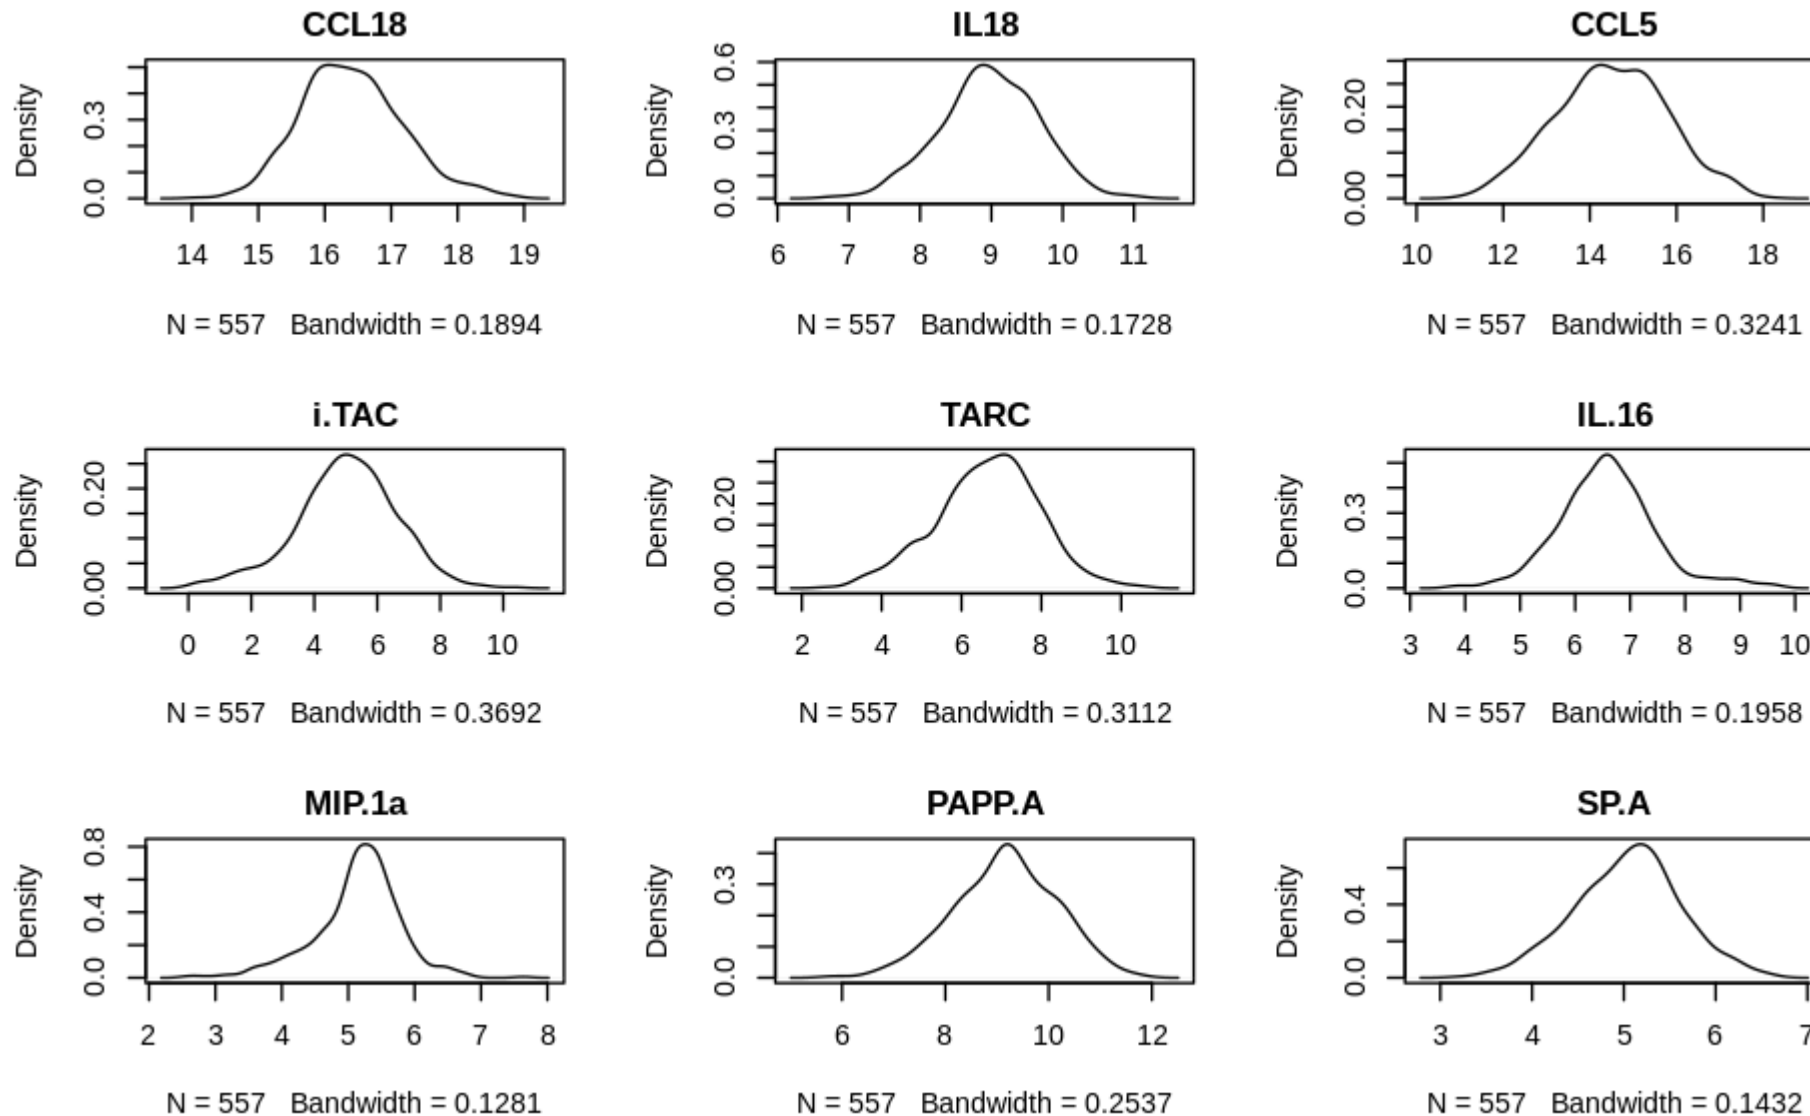 CCL18
Density
0.0 0.3
14 15 16 17 18 19
N = 557 Bandwidth = 0.1894
IL18
Density
0.0 0.3 0.6
6 7 8 9 10 11
N = 557 Bandwidth = 0.1728
CCL5
Density
0.00 0.20
10 12 14 16 18
N = 557 Bandwidth = 0.3241
i.TAC
Density
0.00 0.20
0 2 4 6 8 10
N = 557 Bandwidth = 0.3692
TARC
Density
0.00 0.20
2 4 6 8 10
N = 557 Bandwidth = 0.3112
IL.16
Density
0.0 0.3
3 4 5 6 7 8 9 10
N = 557 Bandwidth = 0.1958
MIP.1a
Density
0.0 0.4 0.8
2 3 4 5 6 7 8
N = 557 Bandwidth = 0.1281
PAPP.A
Density
0.0 0.3
6 8 10 12
N = 557 Bandwidth = 0.2537
SP.A
Density
0.0 0.4
3 4 5 6 7
N = 557 Bandwidth = 0.1432